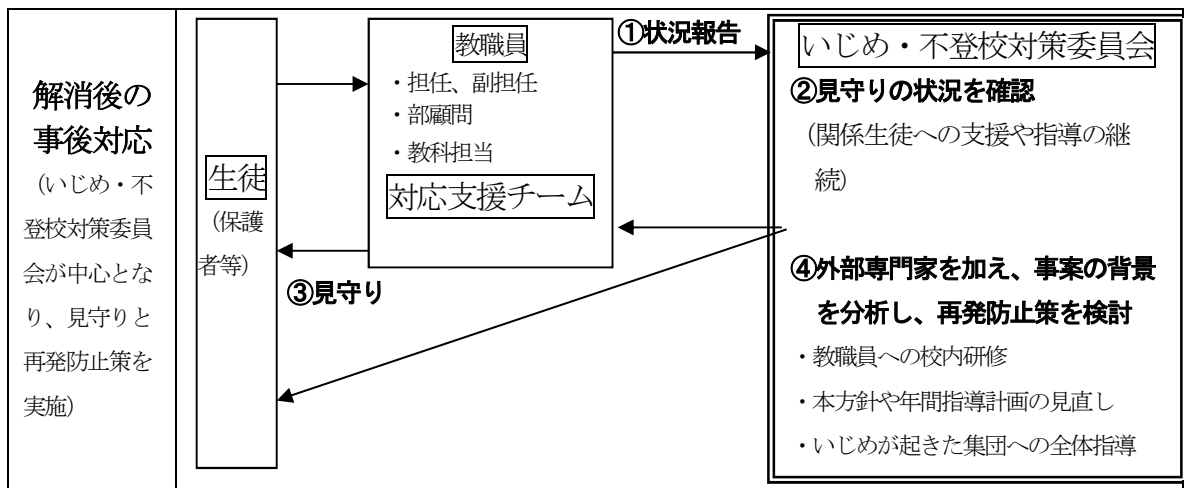 解消後の
事後対応
（いじめ・不
登校対策委員
会が中心とな
り、見守りと
再発防止策を
実施）
生徒
（保護
者等）
教職員
・担任、副担任
・部顧問
・教科担当
対応支援チーム
①状況報告
③見守り
いじめ・不登校対策委員会
②見守りの状況を確認
（関係生徒への支援や指導の継
続）
④外部専門家を加え、事案の背景
を分析し、再発防止策を検討
・教職員への校内研修
・本方針や年間指導計画の見直し
・いじめが起きた集団への全体指導